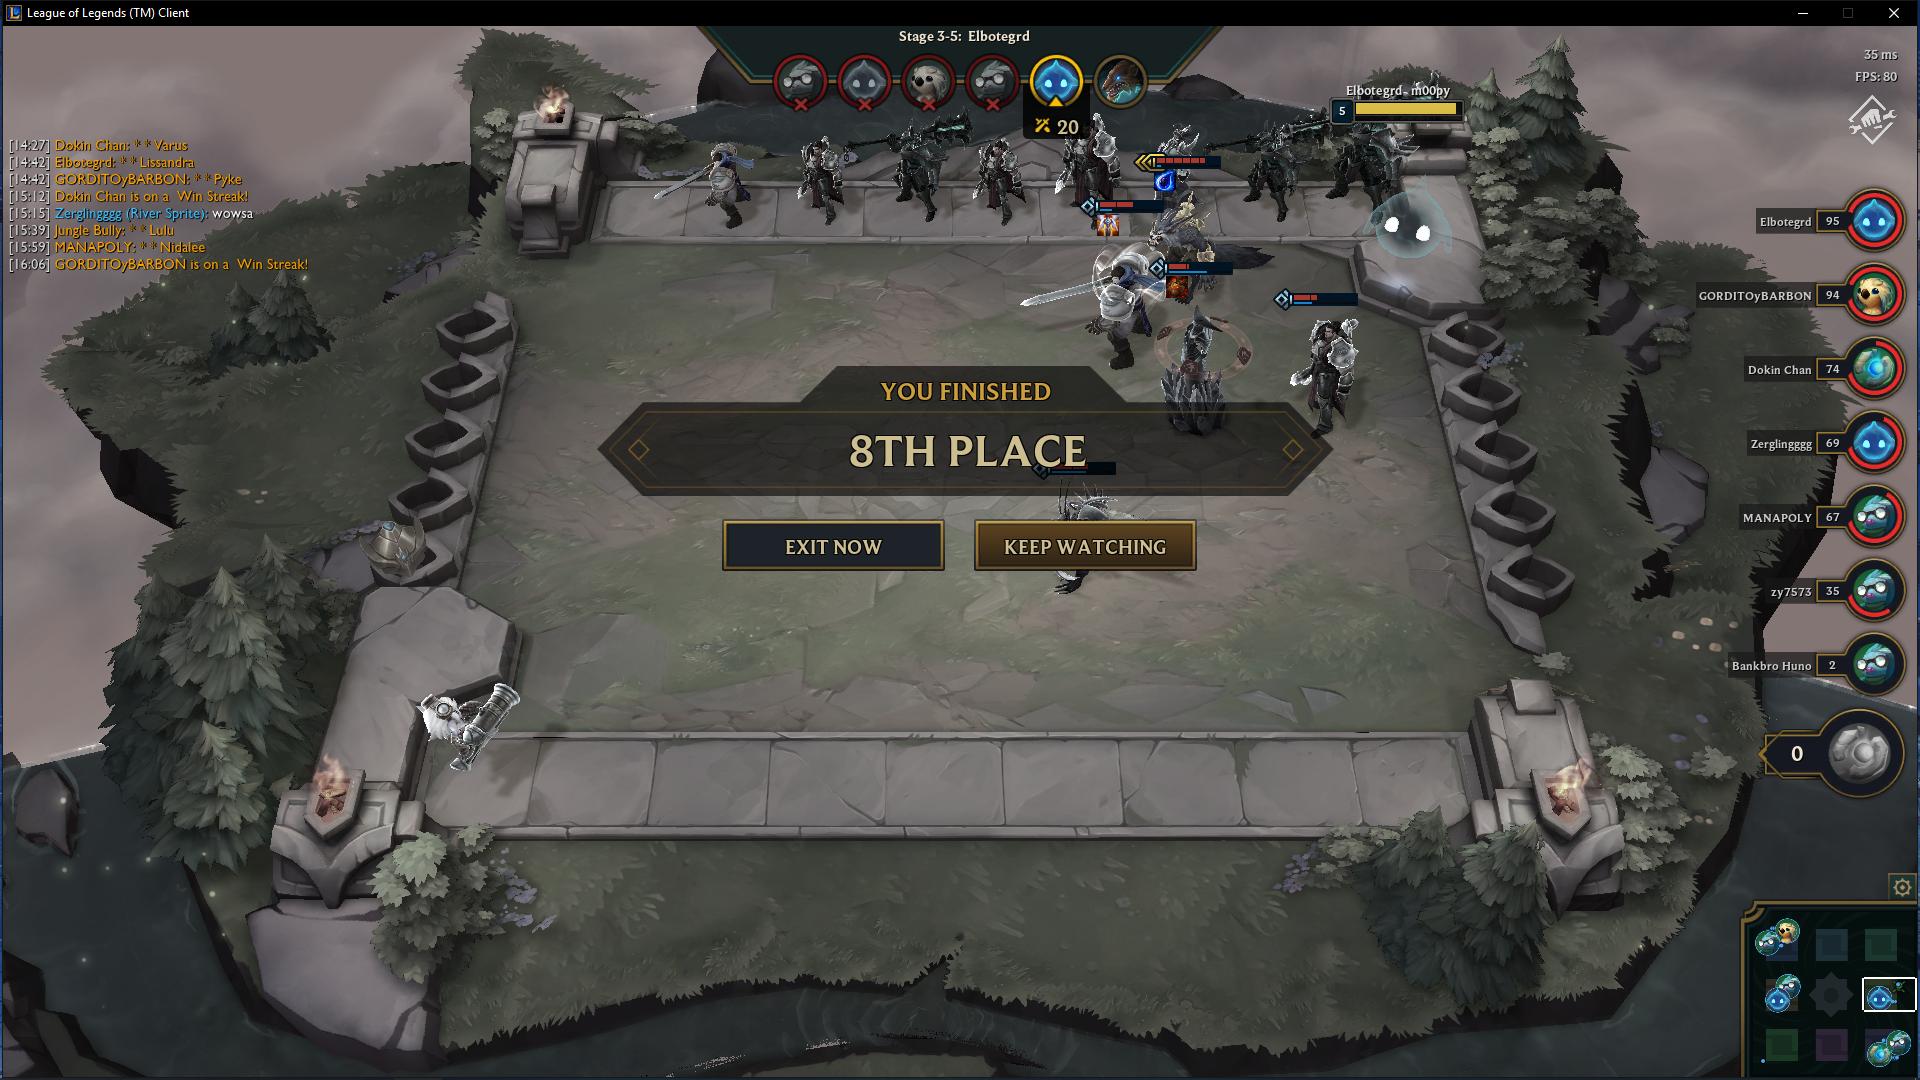 League of Legends (TM) Client
Stage 3-5: Elbotegrd
35 ms
FPS: 80
20
Elbotegrd - m00py
5
[14:27] Dokin Chan: * * Varus
[14:42] Elbotegrd: * * Lissandra
[14:42] GORDITOyBARBON: * * Pyke
[15:12] Dokin Chan is on a Win Streak!
[15:15] Zerglingggg (River Sprite): wowsa
[15:39] Jungle Bully: * * Lulu
[15:59] MANAPOLY: * * Nidalee
[16:06] GORDITOyBARBON is on a Win Streak!
Elbotegrd 95
GORDITOyBARBON 94
Dokin Chan 74
Zerglingggg 69
MANAPOLY 67
zy7573 35
Bankbro Huno 2
0
YOU FINISHED
8TH PLACE
EXIT NOW
KEEP WATCHING